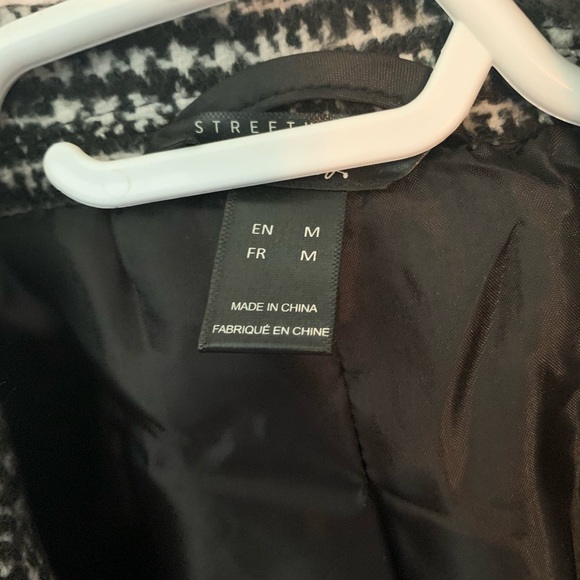 EN M
FR M
MADE IN CHINA
FABRIQUÉ EN CHINE